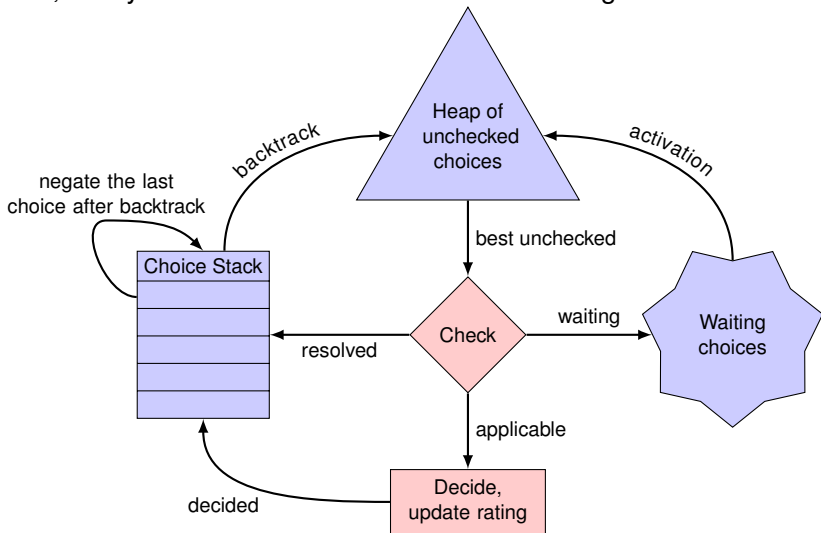 Heap of
unchecked
choices
backtrack
activation
negate the last
choice after backtrack
best unchecked
Choice Stack
Check
waiting
Waiting
choices
resolved
applicable
Decide,
update rating
decided